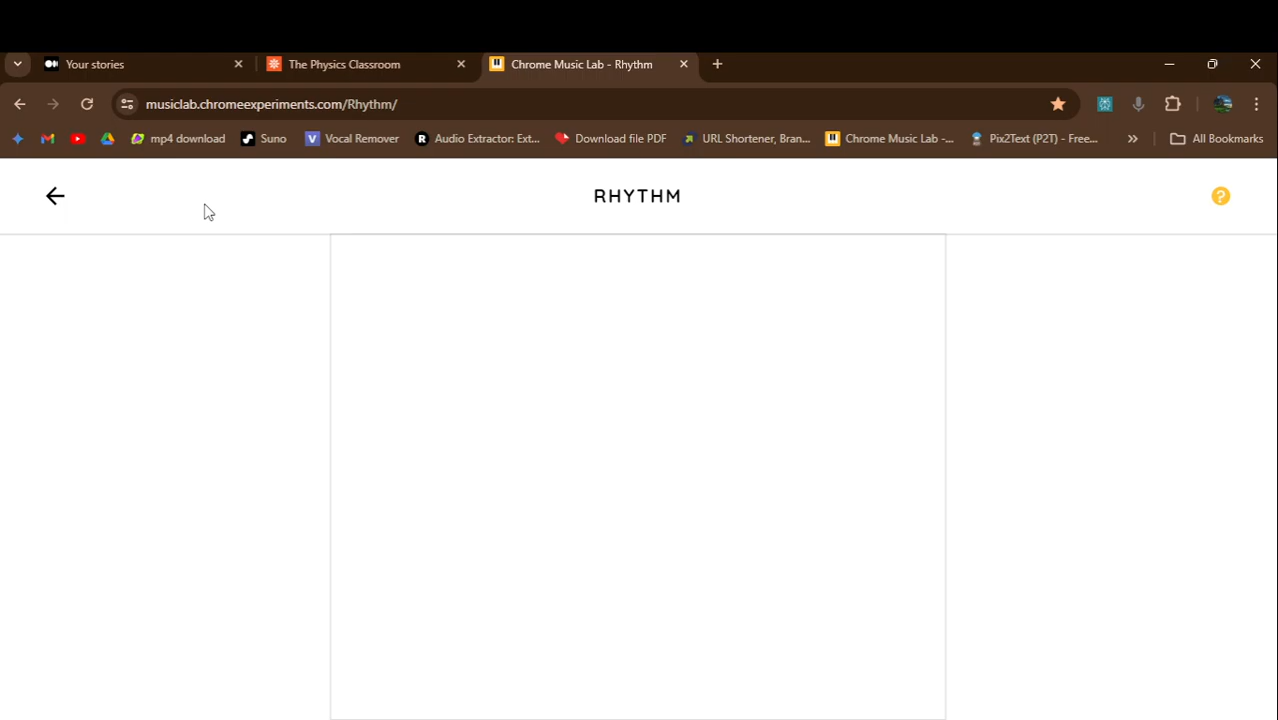 Your stories The Physics Classroom Chrome Music Lab - Rhythm
musiclab.chromeexperiments.com/Rhythm/
mp4 download Suno V Vocal Remover R Audio Extractor: Ext... Download file PDF URL Shortener, Bran... Chrome Music Lab -... Pix2Text (P2T) - Free... » All Bookmarks
RHYTHM ?